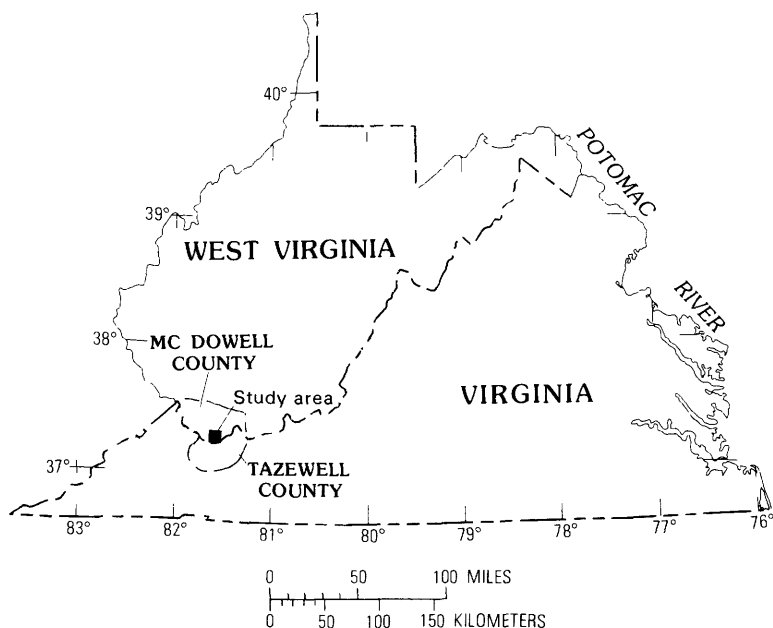 40°
POTOMAC
39°
WEST VIRGINIA
RIVER
38°
MC DOWELL
COUNTY
Study area
VIRGINIA
37°
TAZEWELL
COUNTY
83° 82° 81° 80° 79° 78° 77° 76°
0 50 100 MILES
0 50 100 150 KILOMETERS